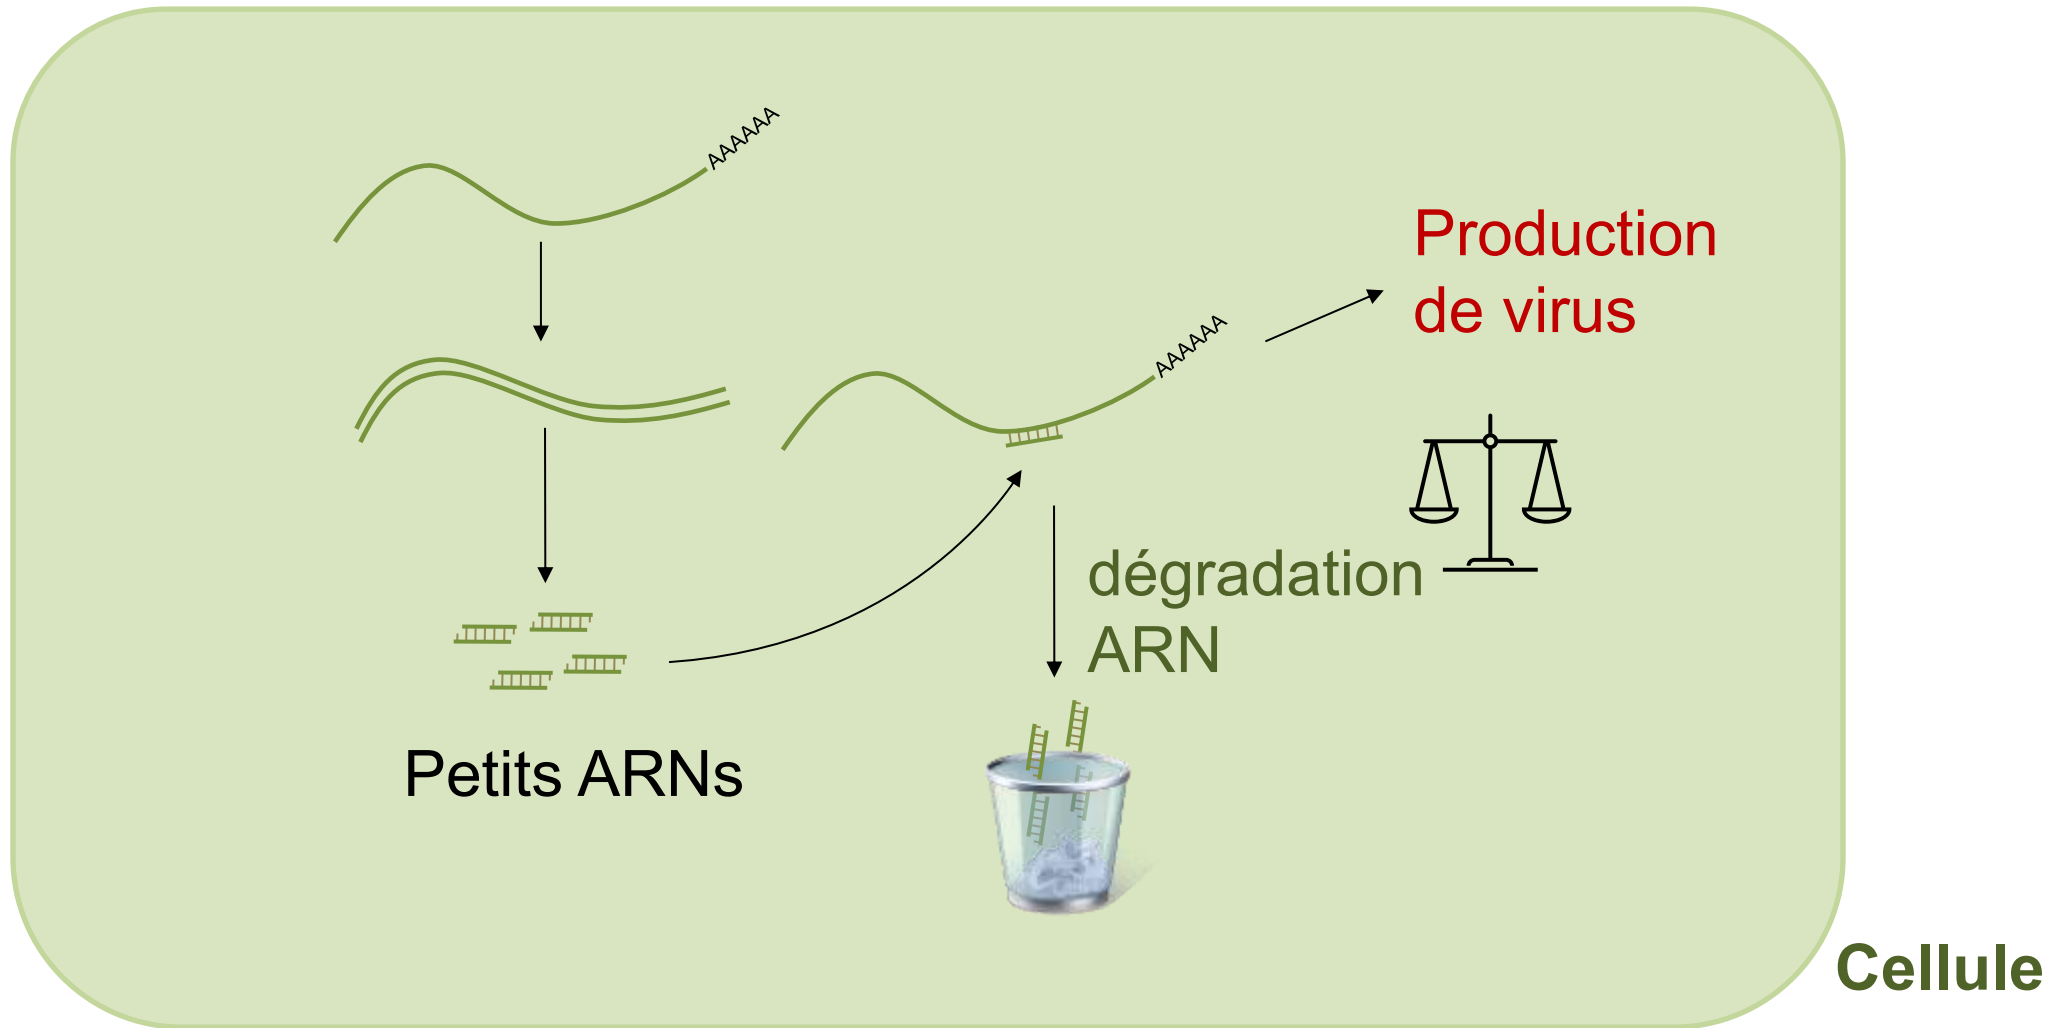 AAAAAA
Production
de virus
AAAAAA
dégradation
ARN
Petits ARNs
Cellule